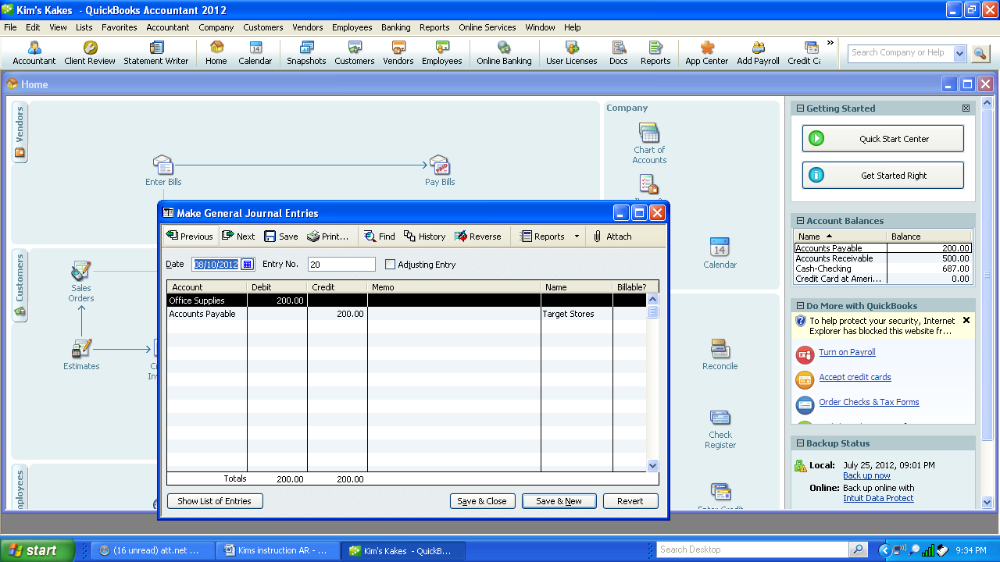 Kim's Kakes - QuickBooks Accountant 2012
File Edit View Lists Favorites Accountant Company Customers Vendors Employees Banking Reports Online Services Window Help
Accountant Client Review Statement Writer Home Calendar Snapshots Customers Vendors Employees Online Banking User Licenses Docs Reports App Center Add Payroll Credit Ca
Search Company or Help
Home
Vendors
Enter Bills
Pay Bills
Company
Chart of
Accounts
Calendar
Reconcile
Check
Register
Enter Credit
Customers
Sales
Orders
Estimates
Employees
Make General Journal Entries
Previous Next Save Print... Find History Reverse Reports Attach
Date 08/10/2012 Entry No. 20 Adjusting Entry
Account Debit Credit Memo Name Billable?
Office Supplies 200.00
Accounts Payable 200.00 Target Stores
Totals 200.00 200.00
Show List of Entries Save & Close Save & New Revert
Getting Started
Quick Start Center
Get Started Right
Account Balances
Name Balance
Accounts Payable 200.00
Accounts Receivable 500.00
Cash-Checking 687.00
Credit Card at Ameri... 0.00
Do More with QuickBooks
To help protect your security, Internet
Explorer has blocked this website fr...
Turn on Payroll
Accept credit cards
Order Checks & Tax Forms
Backup Status
Local: July 25, 2012, 09:01 PM
Back up now
Online: Back up online with
Intuit Data Protect
start (16 unread) att.net ... Kims instruction AR - ... Kim's Kakes - QuickB... Search Desktop 9:34 PM